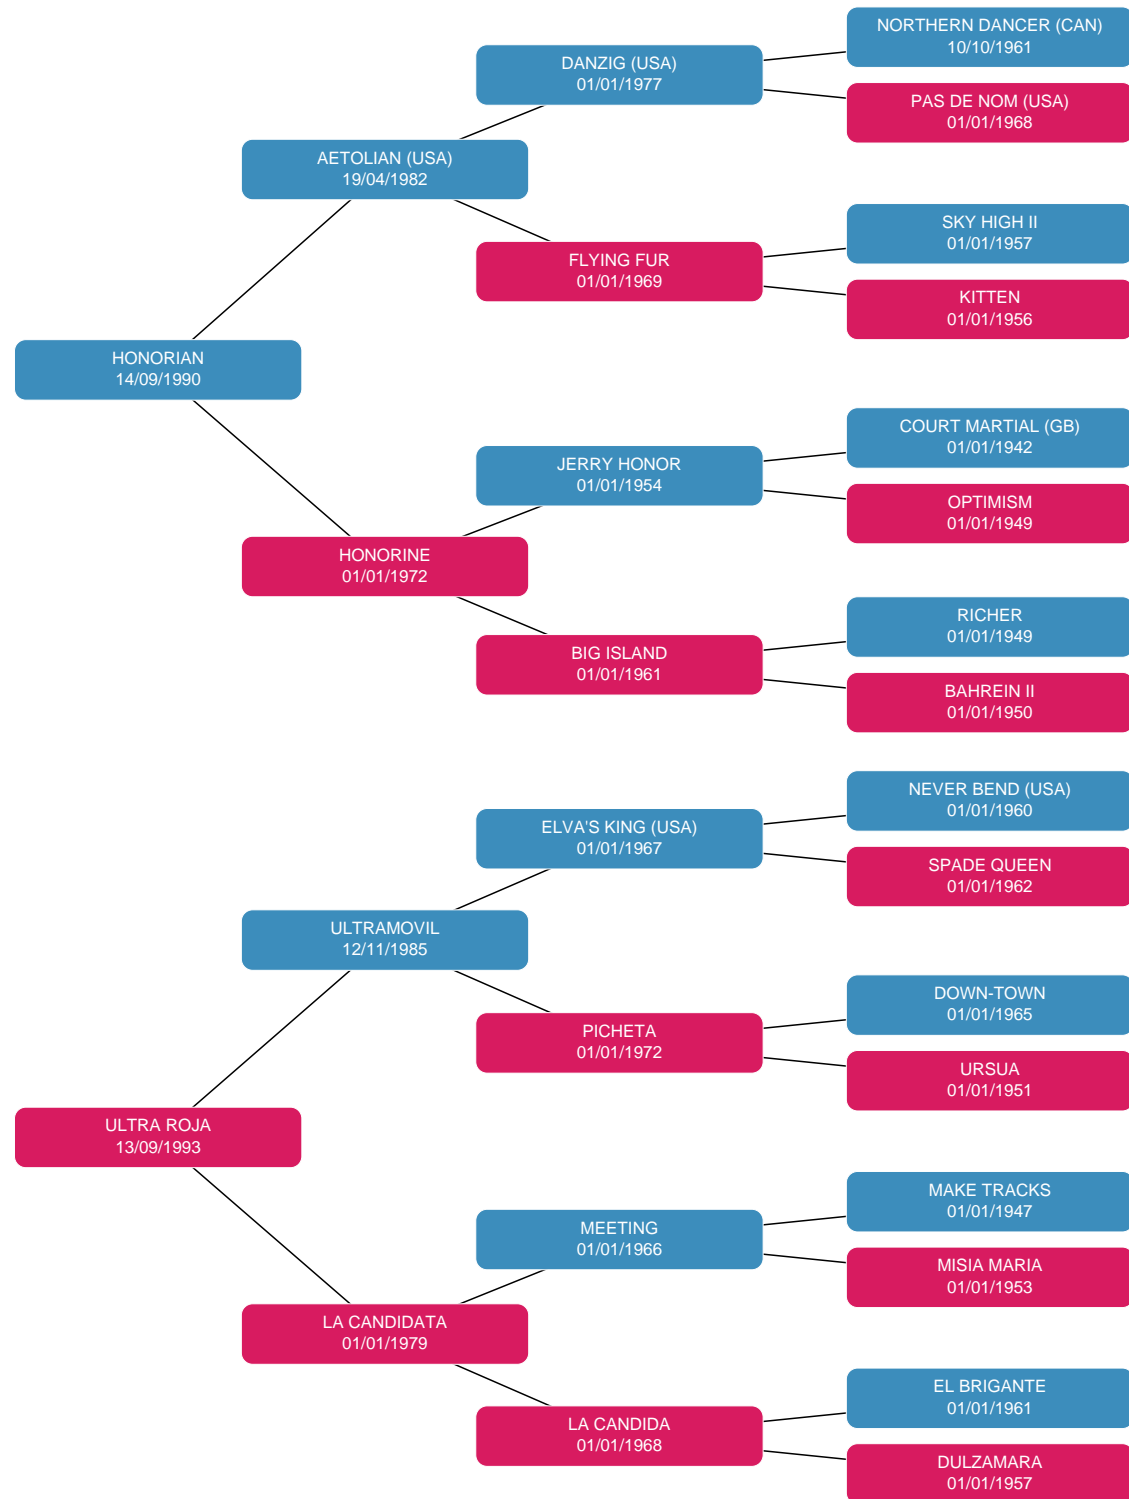 NORTHERN DANCER (CAN)
10/10/1961
DANZIG (USA)
01/01/1977
PAS DE NOM (USA)
01/01/1968
AETOLIAN (USA)
19/04/1982
SKY HIGH II
01/01/1957
FLYING FUR
01/01/1969
KITTEN
01/01/1956
HONORIAN
14/09/1990
COURT MARTIAL (GB)
01/01/1942
JERRY HONOR
01/01/1954
OPTIMISM
01/01/1949
HONORINE
01/01/1972
RICHER
01/01/1949
BIG ISLAND
01/01/1961
BAHREIN II
01/01/1950
NEVER BEND (USA)
01/01/1960
ELVA'S KING (USA)
01/01/1967
SPADE QUEEN
01/01/1962
ULTRAMOVIL
12/11/1985
DOWN-TOWN
01/01/1965
PICHETA
01/01/1972
URSUA
01/01/1951
ULTRA ROJA
13/09/1993
MAKE TRACKS
01/01/1947
MEETING
01/01/1966
MISIA MARIA
01/01/1953
LA CANDIDATA
01/01/1979
EL BRIGANTE
01/01/1961
LA CANDIDA
01/01/1968
DULZAMARA
01/01/1957